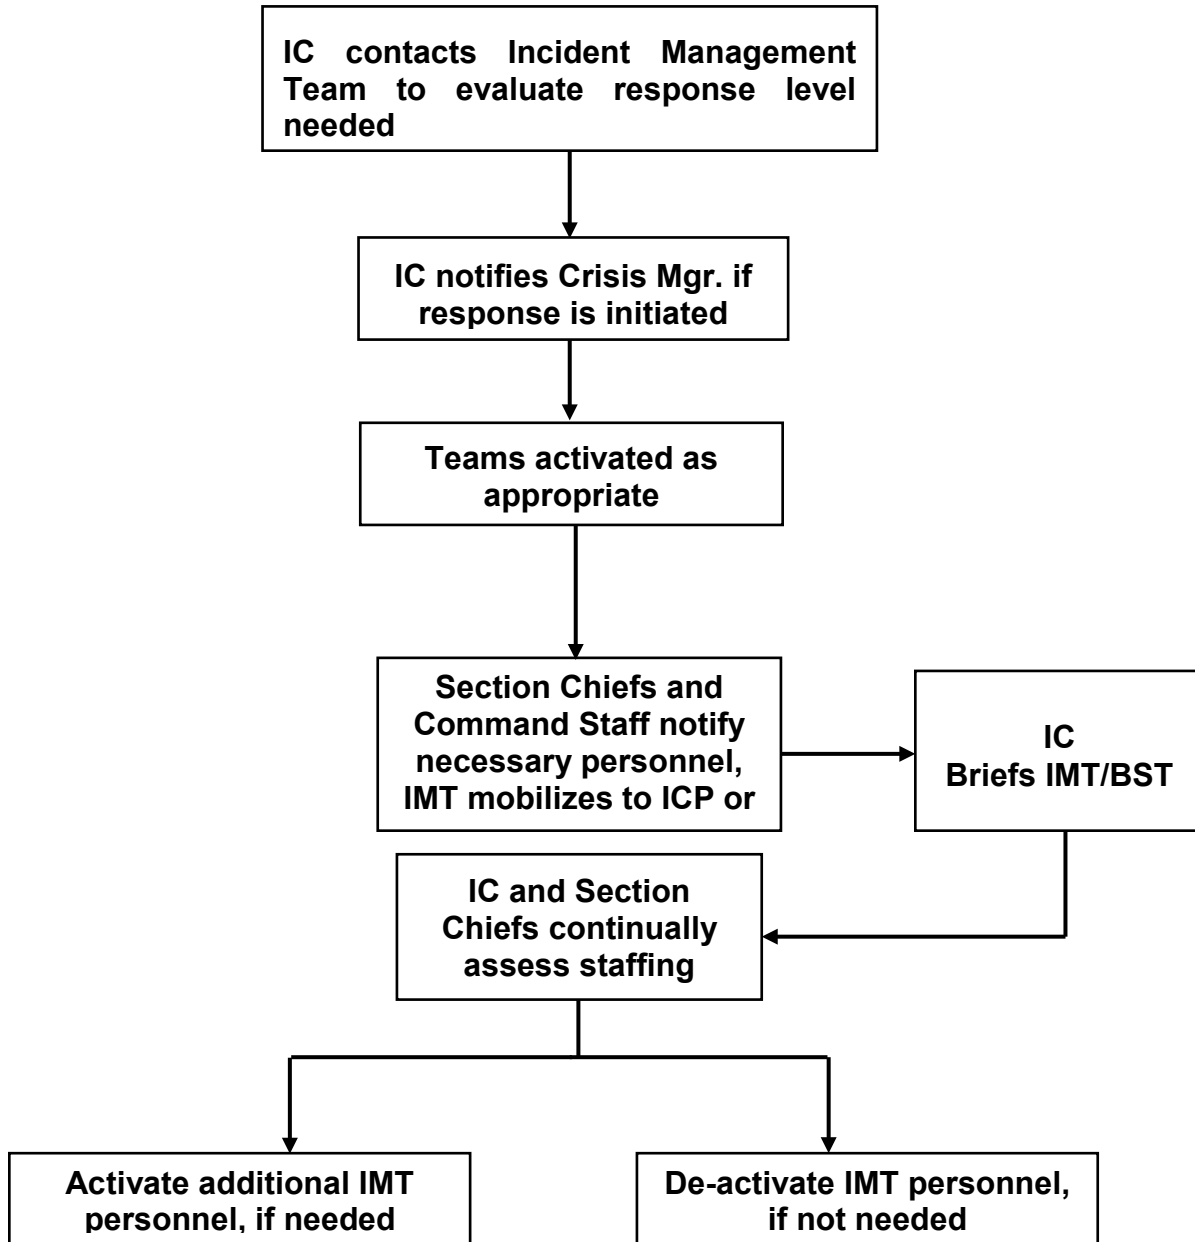 IC contacts Incident Management
Team to evaluate response level
needed
IC notifies Crisis Mgr. if
response is initiated
Teams activated as
appropriate
Section Chiefs and
Command Staff notify
necessary personnel,
IMT mobilizes to ICP or
IC
Briefs IMT/BST
IC and Section
Chiefs continually
assess staffing
Activate additional IMT
personnel, if needed
De-activate IMT personnel,
if not needed